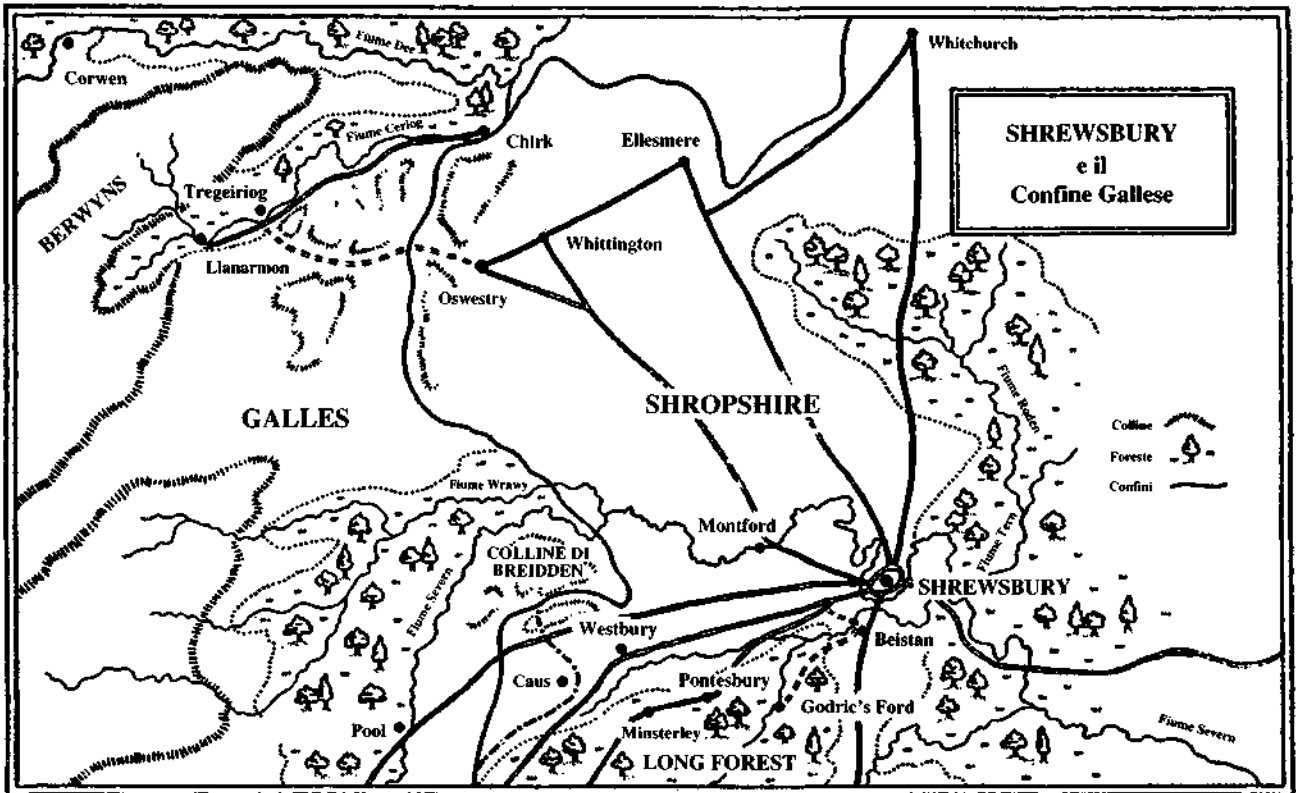 Fiume Dee
Whitchurch
Corwen
SHREWSBURY
e il
Confine Gallese
Fiume Ceriog
Chirk
Ellesmere
Tregeiriog
BERWYNS
Whittington
Llanarmon
Oswestry
Fiume Roden
GALLES
SHROPSHIRE
Colline
Foreste
Confini
Fiume Wrawy
Montford
COLLINE DI
BREIDDEN
Fiume Tern
Fiume Severn
SHREWSBURY
Westbury
Beistan
Caus
Pontesbury
Godric's Ford
Pool
Minsterley
Fiume Severn
LONG FOREST